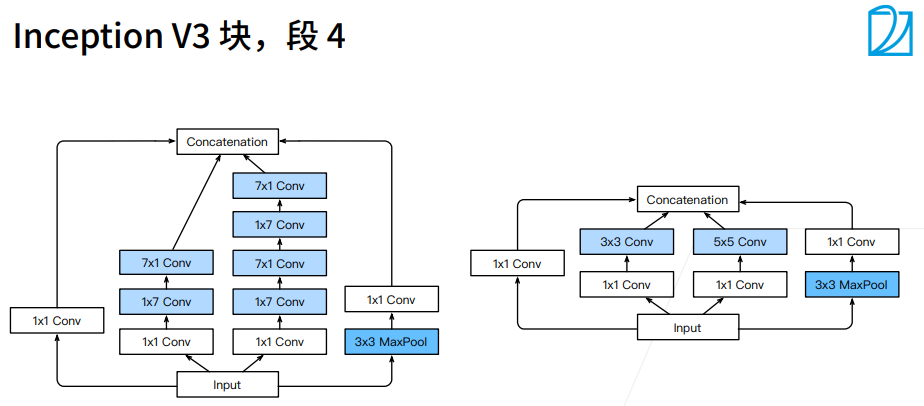 Inception V3 块，段 4
Concatenation
7x1 Conv
1x7 Conv
7x1 Conv
7x1 Conv
1x7 Conv
1x7 Conv
1x1 Conv
1x1 Conv
1x1 Conv
1x1 Conv
3x3 MaxPool
Input
Concatenation
3x3 Conv
5x5 Conv
1x1 Conv
1x1 Conv
1x1 Conv
1x1 Conv
3x3 MaxPool
Input